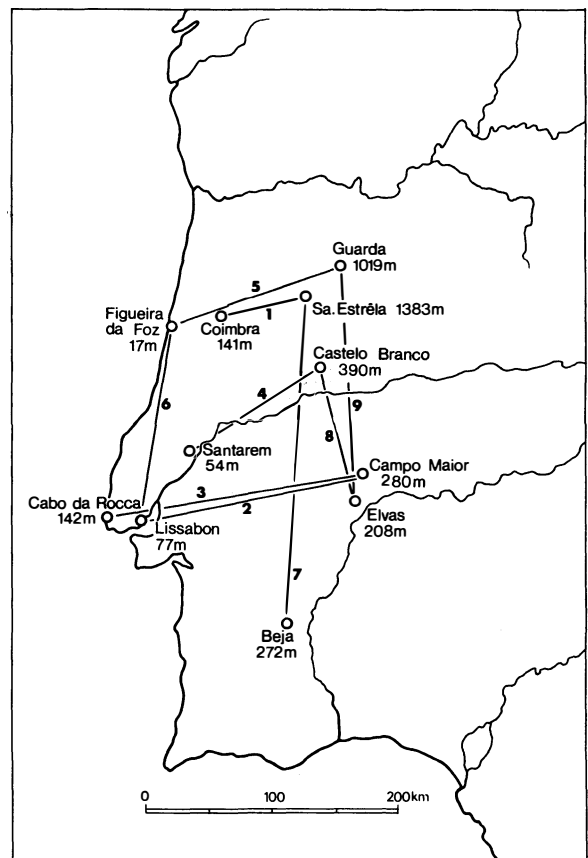 Guarda
1019m
5
Sa. Estrêla 1383m
Figueira
da Foz
17m
Coimbra
141m
1
Castelo Branco
390m
4
6
9
8
Santarem
54m
Campo Maior
280m
3
2
Cabo da Rocca
142m
Lissabon
77m
Elvas
208m
7
Beja
272m
0
100
200km